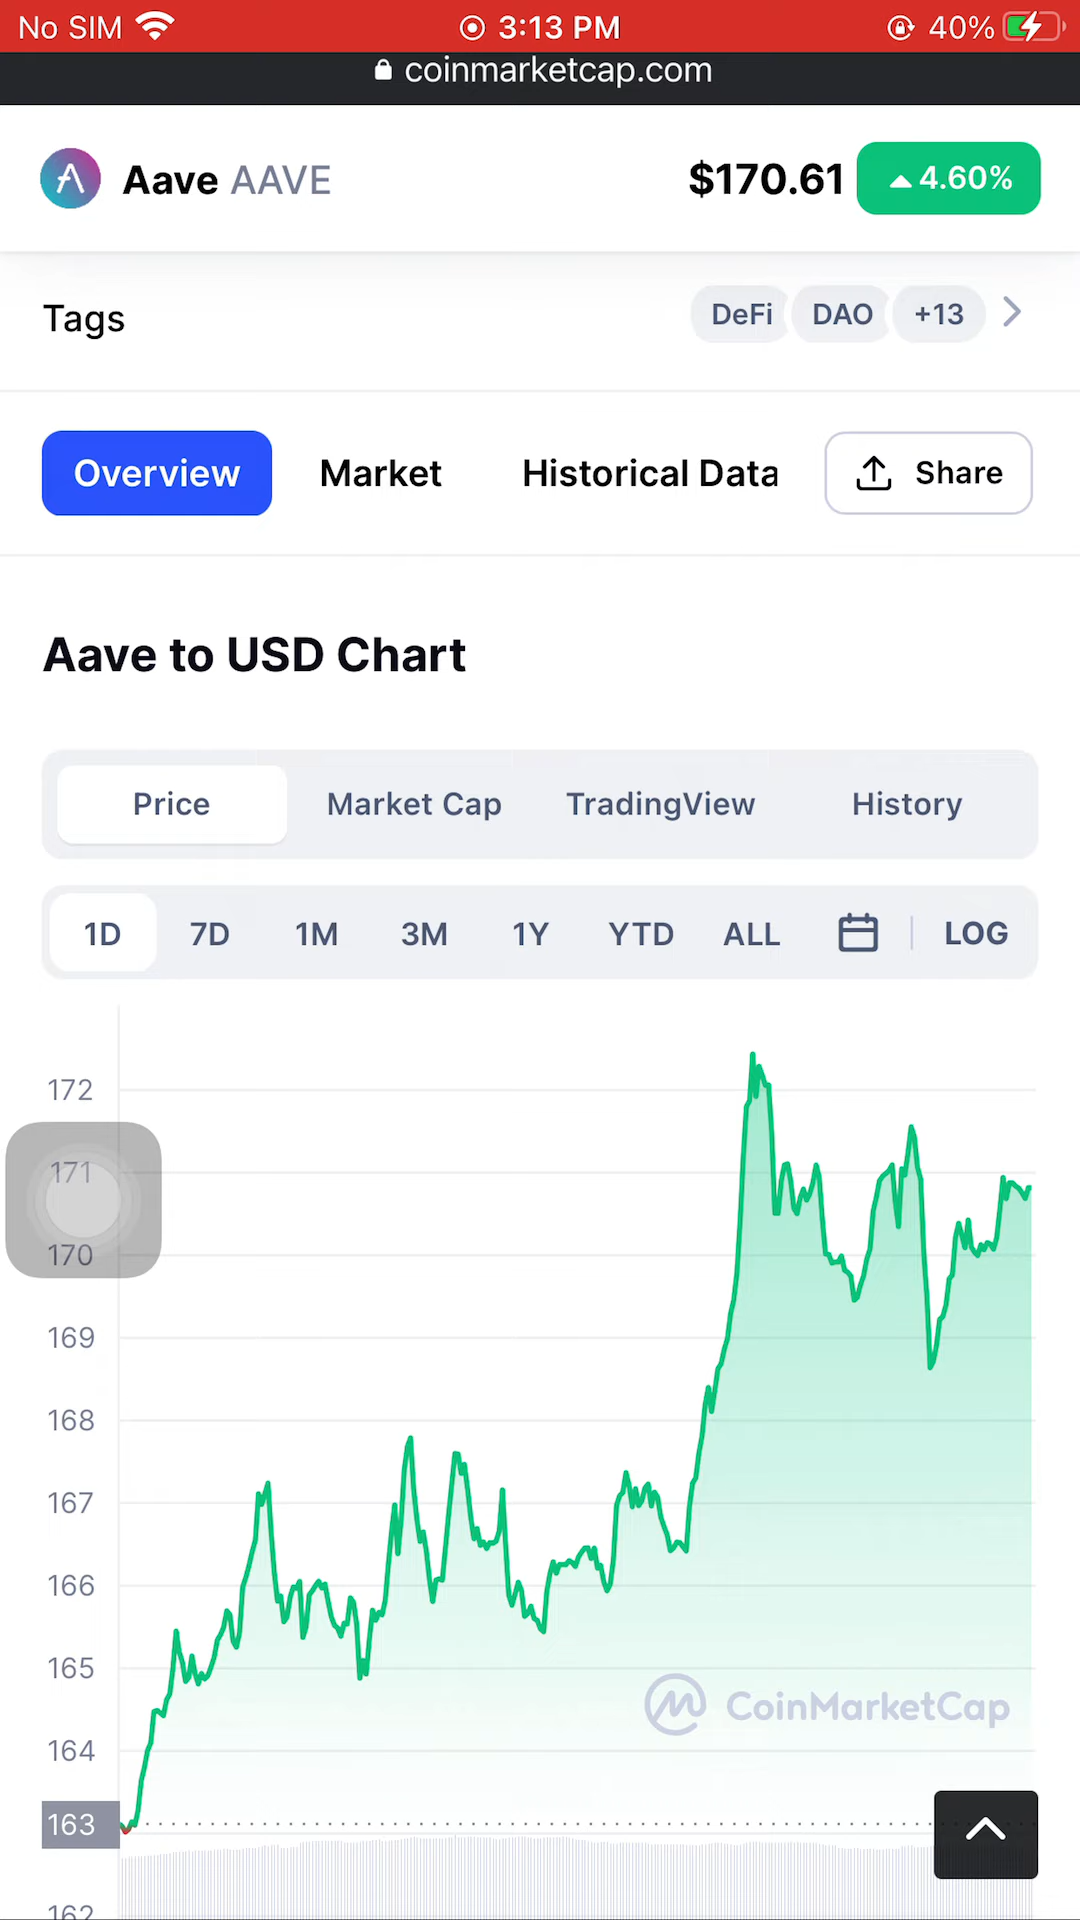 No SIM 3:13 PM 40%
coinmarketcap.com
Aave AAVE $170.61 4.60%
Tags DeFi DAO +13
Overview Market Historical Data Share
Aave to USD Chart
Price Market Cap TradingView History
1D 7D 1M 3M 1Y YTD ALL LOG
172
171
170
169
168
167
166
165
CoinMarketCap
164
163
162